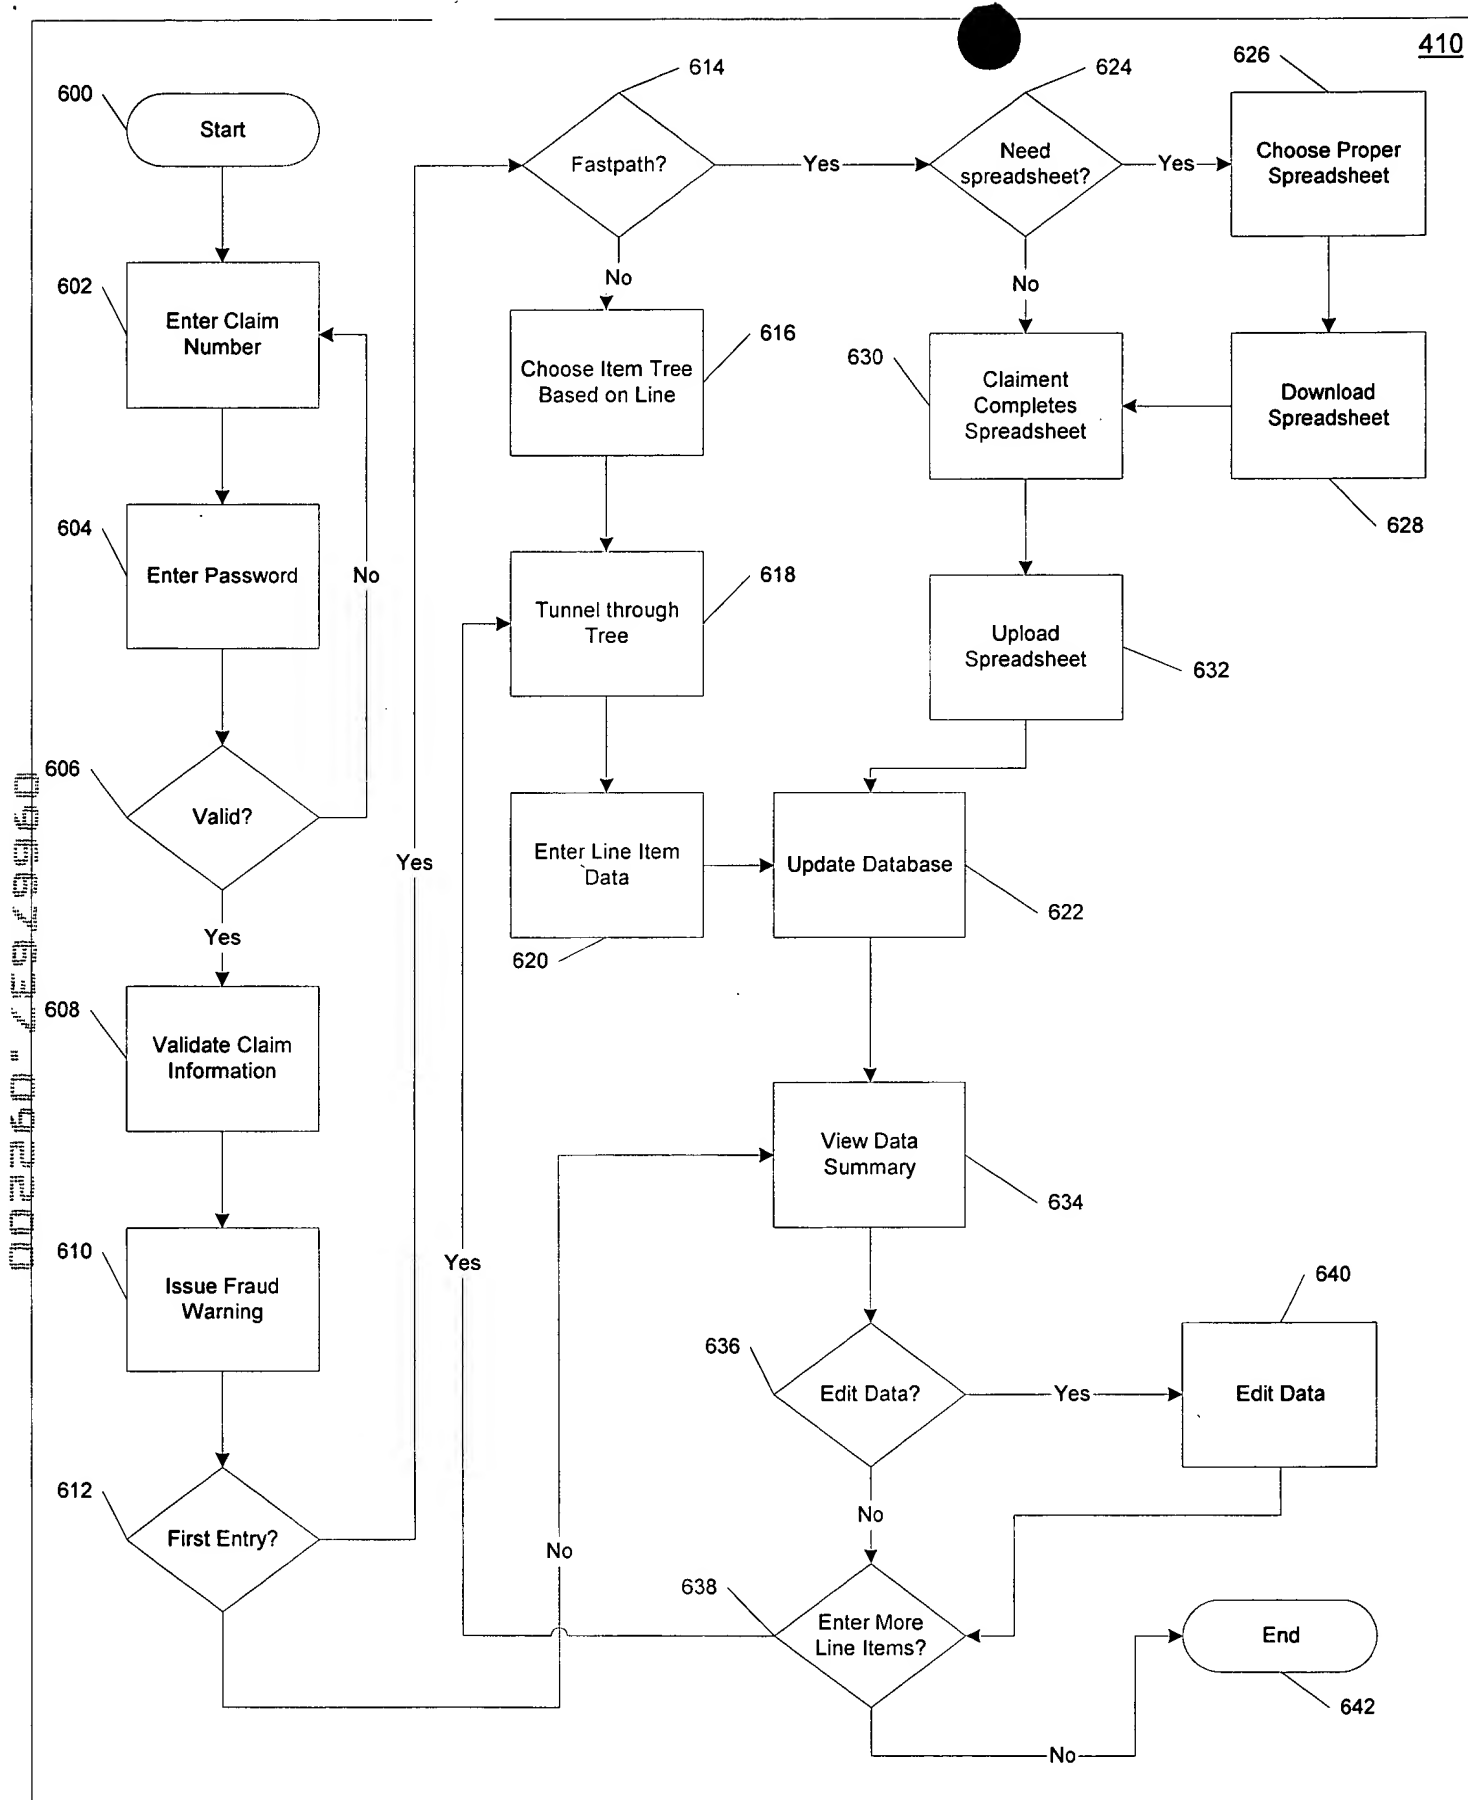 410
600
Start
602
Enter Claim
Number
604
Enter Password
No
606
Valid?
Yes
608
Validate Claim
Information
610
Issue Fraud
Warning
612
First Entry?
Yes
No
614
Fastpath?
Yes
No
616
Choose Item Tree
Based on Line
618
Tunnel through
Tree
Enter Line Item
Data
620
Yes
624
Need
spreadsheet?
Yes
No
626
Choose Proper
Spreadsheet
Download
Spreadsheet
628
630
Claiment
Completes
Spreadsheet
Upload
Spreadsheet
632
Update Database
622
View Data
Summary
634
636
Edit Data?
Yes
No
640
Edit Data
638
Enter More
Line Items?
No
End
642